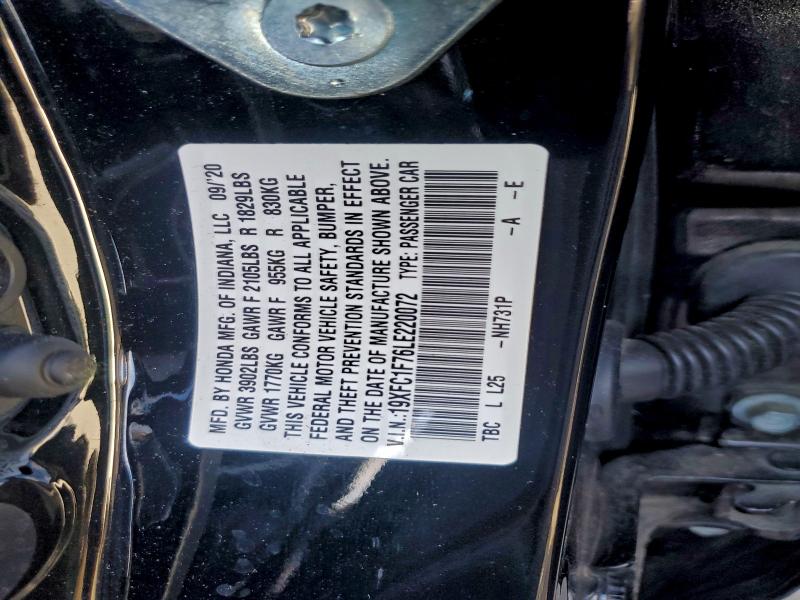 MFD. BY HONDA MFG. OF INDIANA, LLC 09/'20
GVWR 3902LBS GAWR F 2105LBS R 1829LBS
GVWR 1770KG GAWR F 955KG R 830KG
THIS VEHICLE CONFORMS TO ALL APPLICABLE
FEDERAL MOTOR VEHICLE SAFETY, BUMPER,
AND THEFT PREVENTION STANDARDS IN EFFECT
ON THE DATE OF MANUFACTURE SHOWN ABOVE.
V.I.N.:19XFC1F76LE220072 TYPE: PASSENGER CAR
TBC L L25 -NH731P -A -E